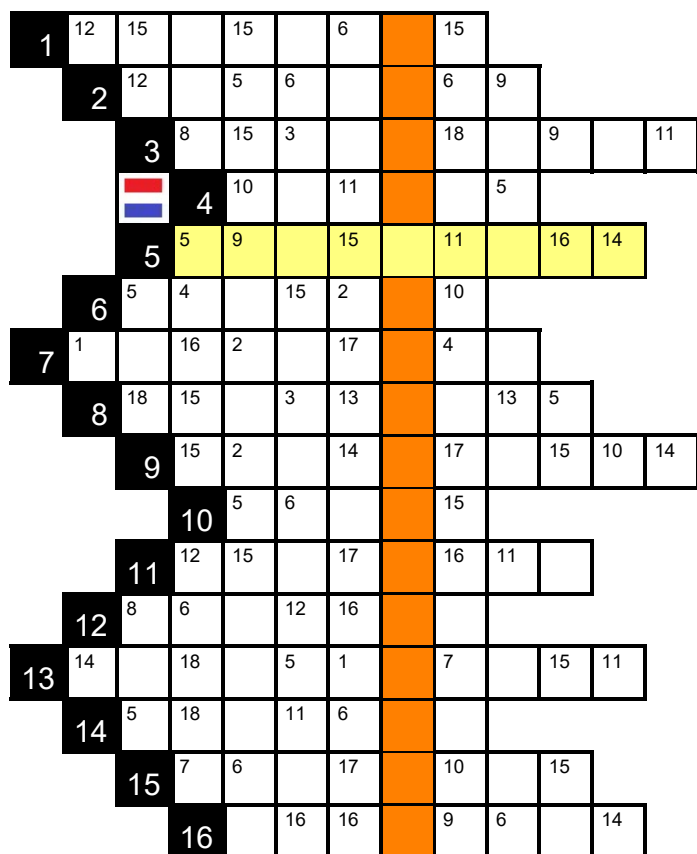 1 12 15 15 6 15
2 12 5 6 6 9
3 8 15 3 18 9 11
4 10 11 5
5 5 9 15 11 16 14
6 5 4 15 2 10
7 1 16 2 17 4
8 18 15 3 13 13 5
9 15 2 14 17 15 10 14
10 5 6 15
11 12 15 17 16 11
12 8 6 12 16
13 14 18 5 1 7 15 11
14 5 18 11 6
15 7 6 17 10 15
16 16 16 9 6 14